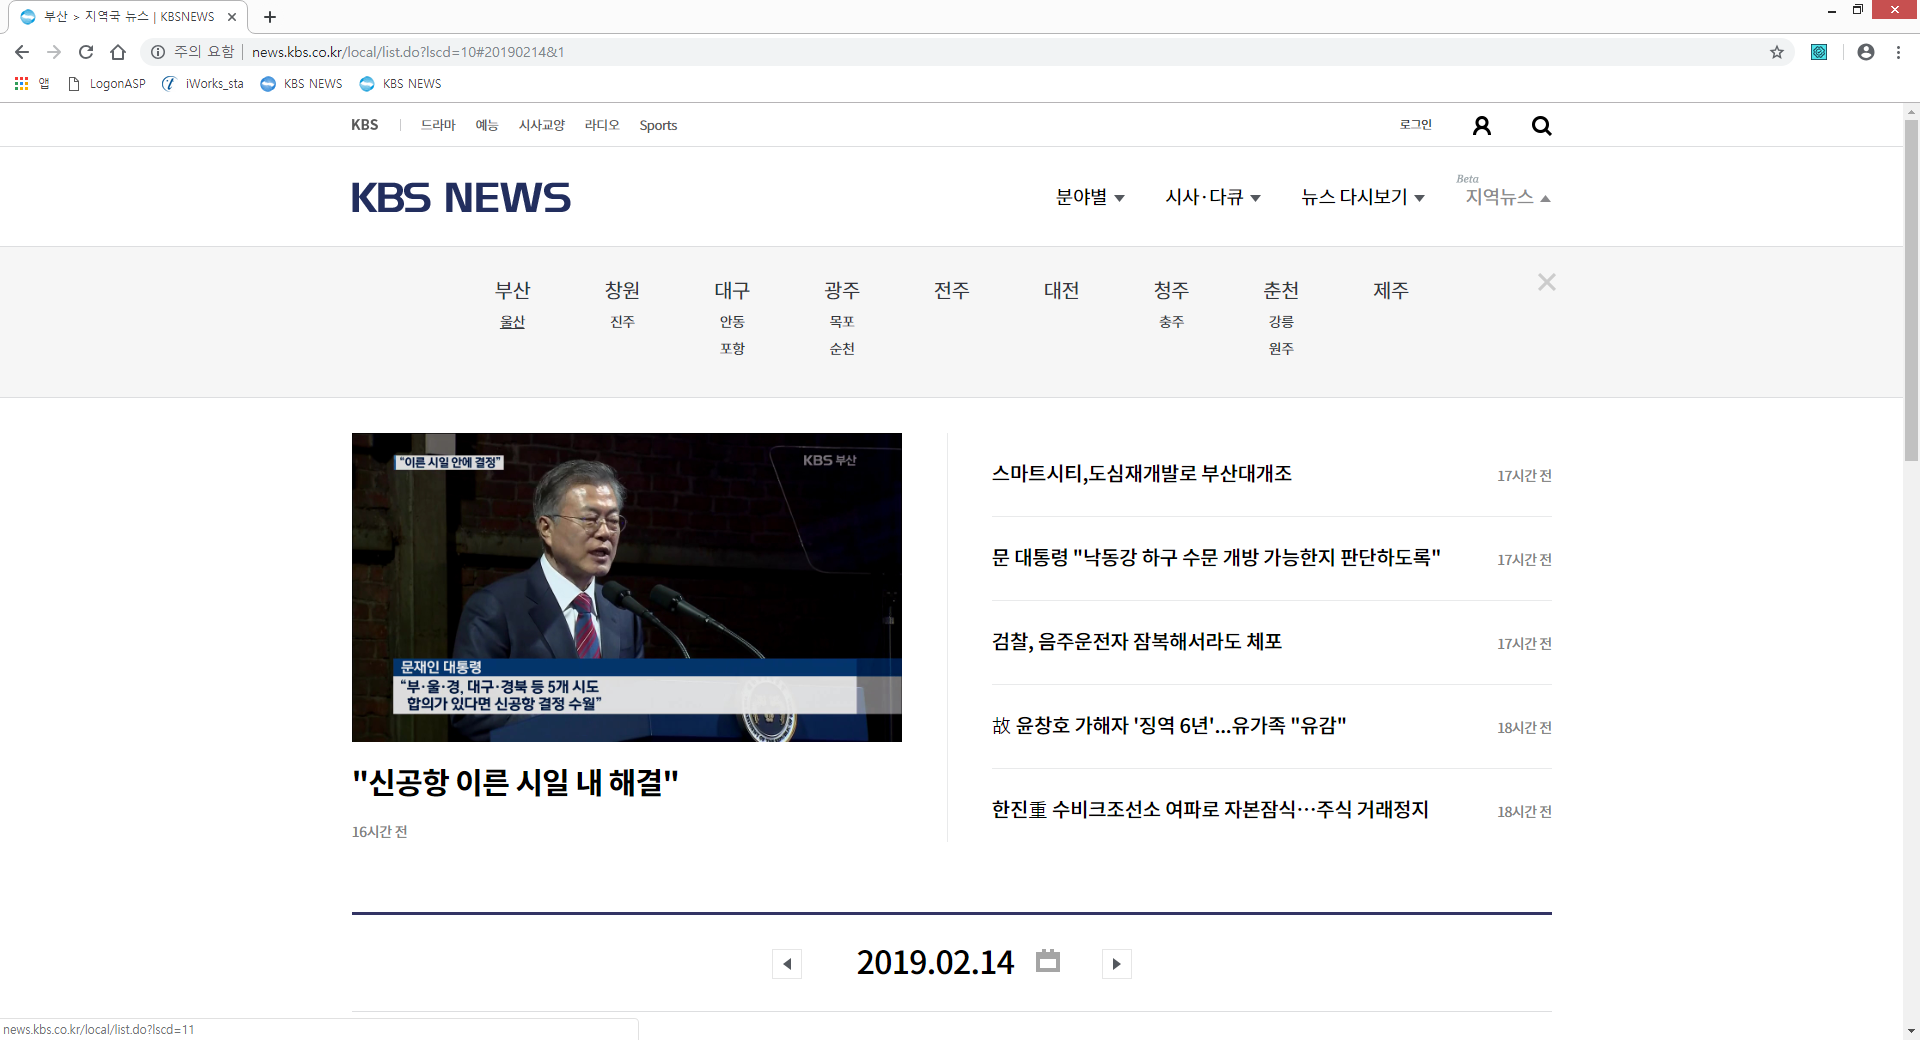 부산 > 지역국 뉴스 | KBSNEWS
주의 요함 | news.kbs.co.kr/local/list.do?lscd=10#20190214&1
앱 LogonASP iWorks_sta KBS NEWS KBS NEWS
KBS 드라마 예능 시사교양 라디오 Sports 로그인
KBS NEWS
분야별 시사·다큐 뉴스 다시보기 Beta 지역뉴스
부산 창원 대구 광주 전주 대전 청주 춘천 제주
울산 진주 안동 목포 충주 강릉
포항 순천 원주
"이른 시일 안에 결정"
KBS 부산
문재인 대통령
"부·울·경, 대구·경북 등 5개 시도
합의가 있다면 신공항 결정 수월"
"신공항 이른 시일 내 해결"
16시간 전
스마트시티,도심재개발로 부산대개조 17시간 전
문 대통령 "낙동강 하구 수문 개방 가능한지 판단하도록" 17시간 전
검찰, 음주운전자 잠복해서라도 체포 17시간 전
故 윤창호 가해자 '징역 6년'...유가족 "유감" 18시간 전
한진重 수비크조선소 여파로 자본잠식…주식 거래정지 18시간 전
2019.02.14
news.kbs.co.kr/local/list.do?lscd=11